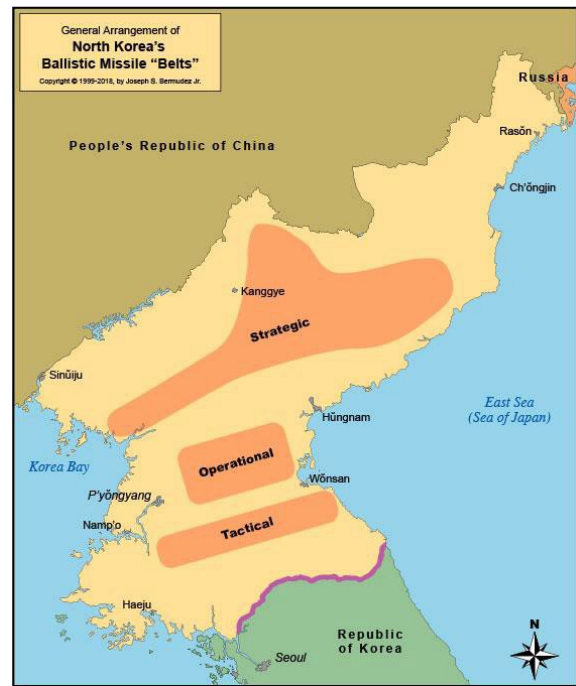 General Arrangement of
North Korea's
Ballistic Missile “Belts”
Copyright © 1999-2018, by Joseph S. Bermudez Jr.
Russia
Rasŏn
People's Republic of China
Ch'ŏngjin
Kanggye
Strategic
Sinŭiju
Hŭngnam
East Sea
(Sea of Japan)
Korea Bay
Operational
Wŏnsan
P'yŏngyang
Namp'o
Tactical
Haeju
Republic
of Korea
Seoul
N